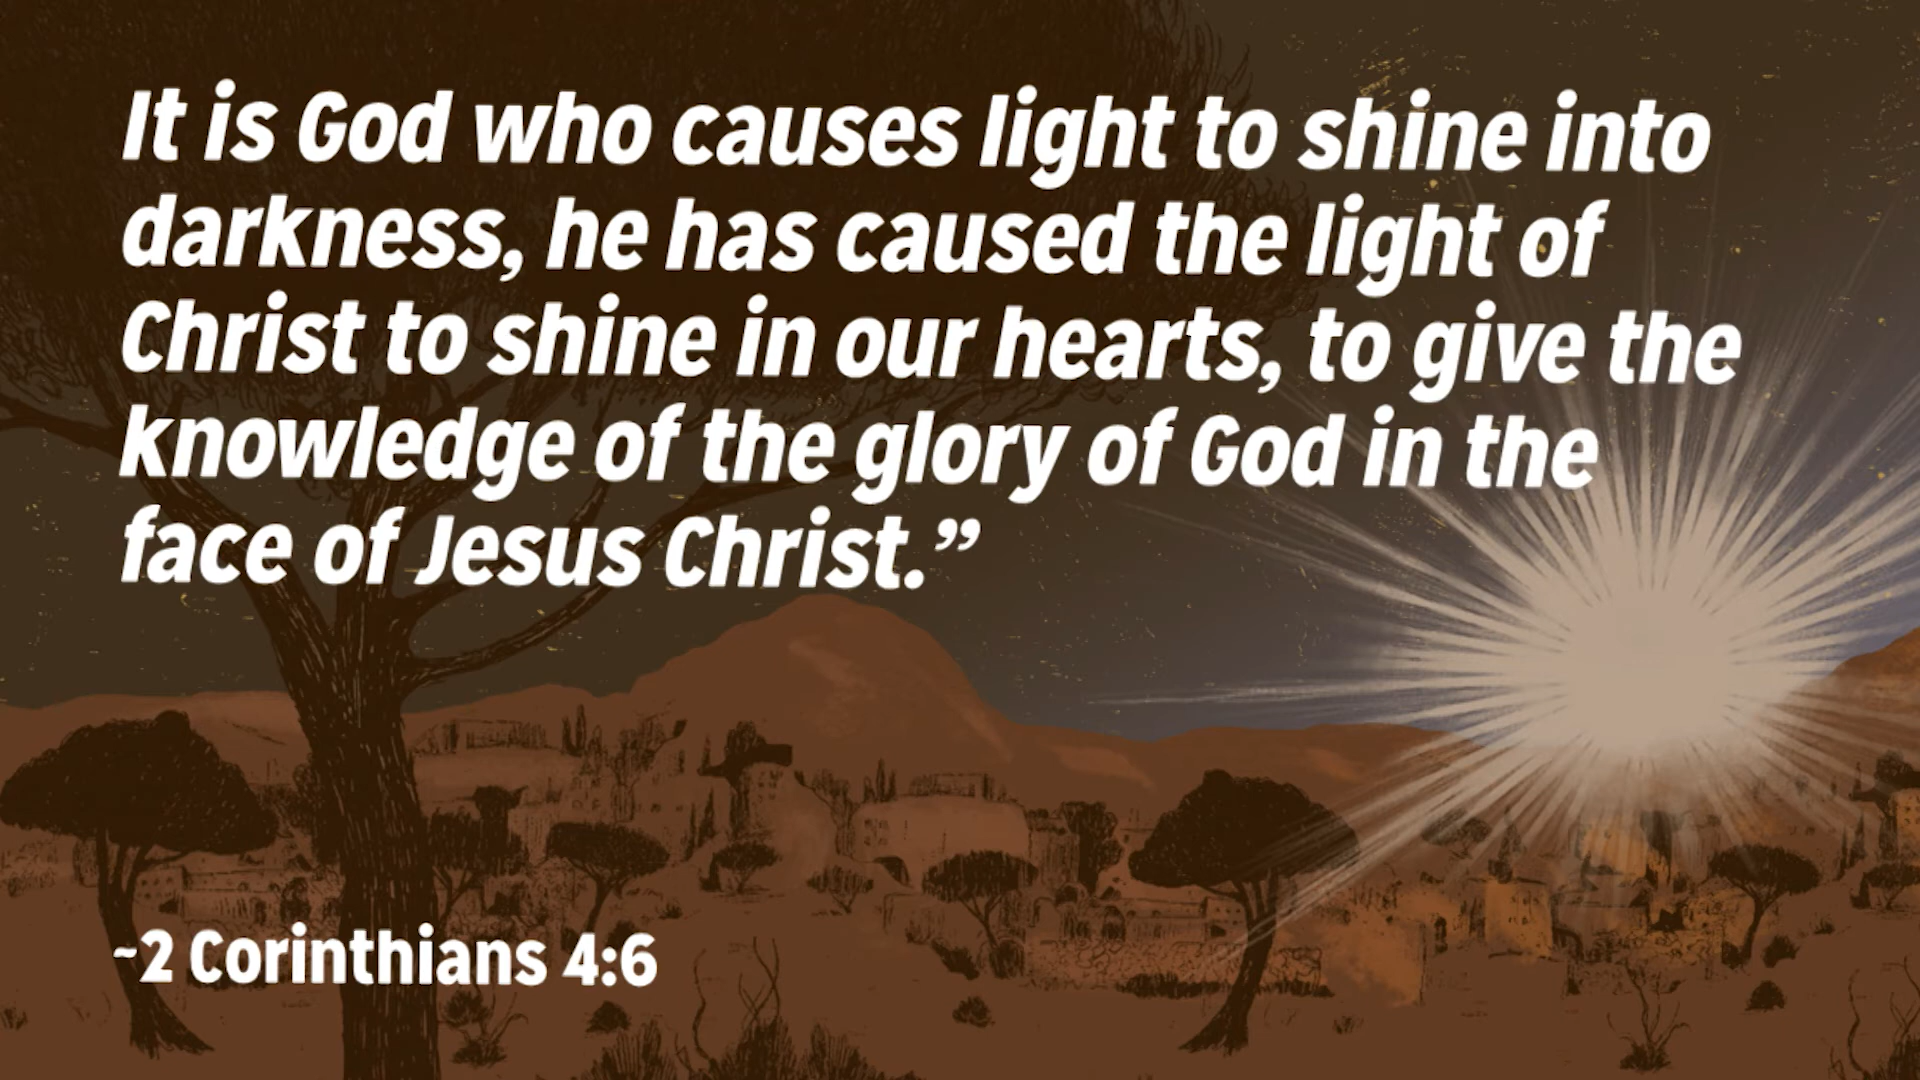 It is God who causes light to shine into
darkness, he has caused the light of
Christ to shine in our hearts, to give the
knowledge of the glory of God in the
face of Jesus Christ.”
~2 Corinthians 4:6